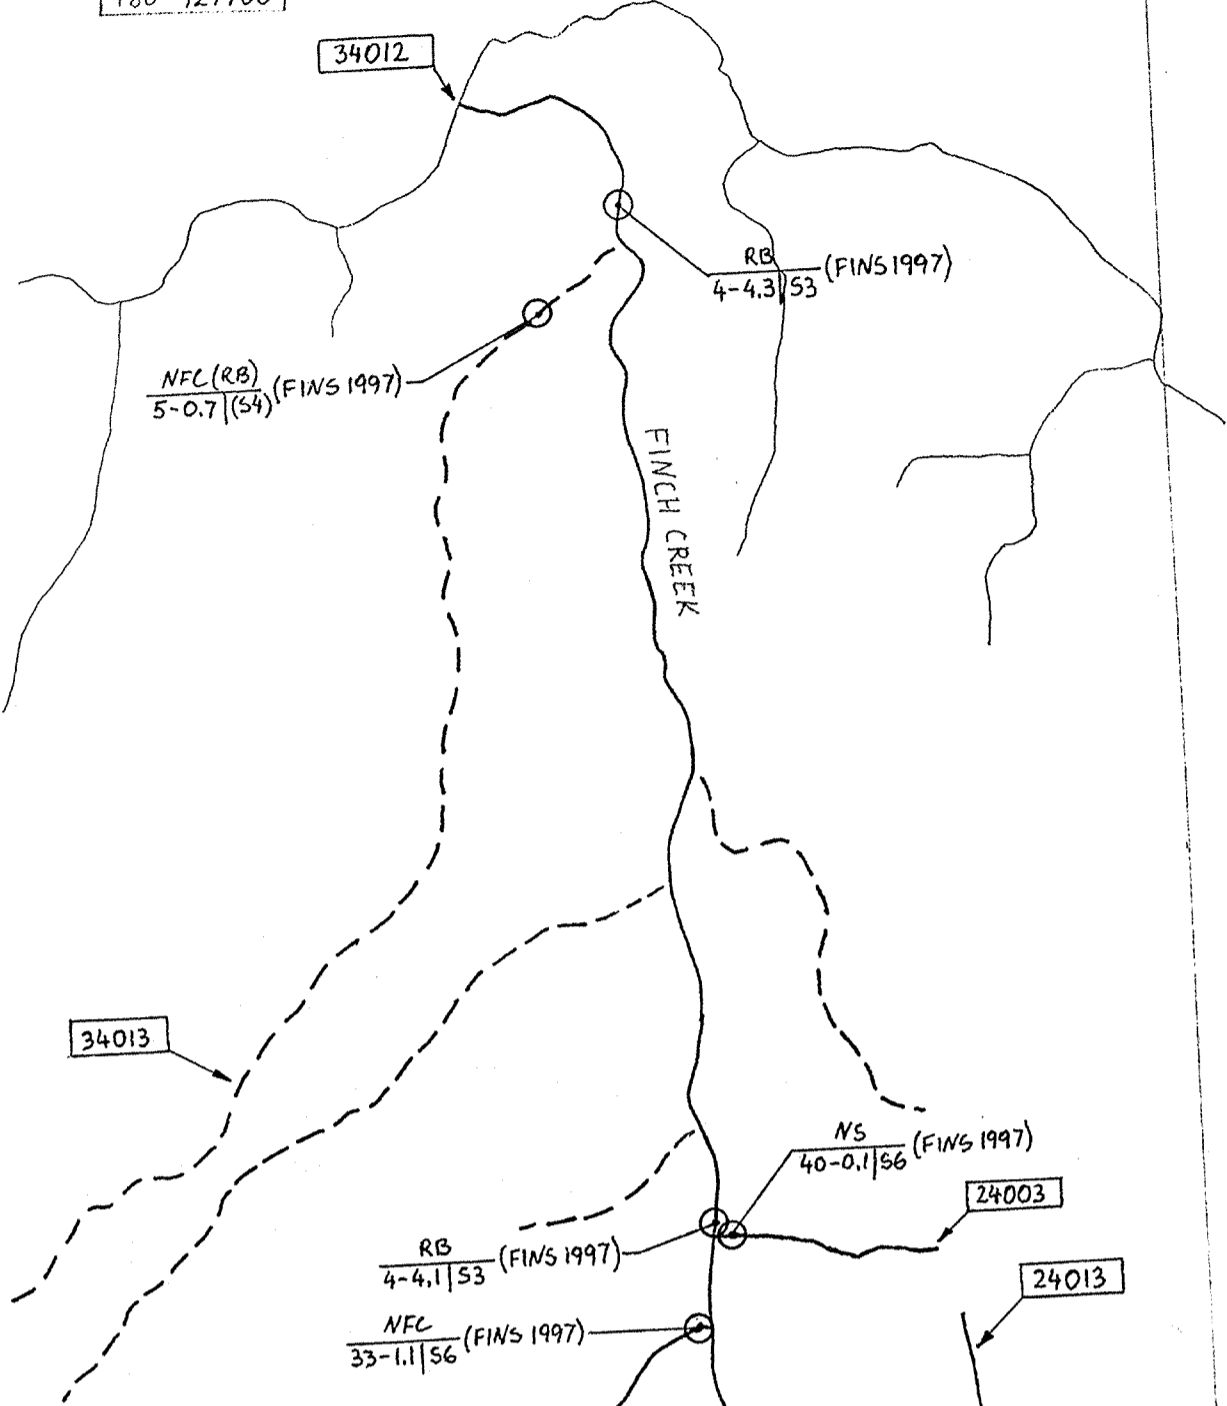 34012
RB
4-4.3|S3 (FINS 1997)
NFC (RB)
5-0.7|(S4) (FINS 1997)
FINCH CREEK
34013
NS
40-0.1|S6 (FINS 1997)
24003
RB
4-4.1|S3 (FINS 1997)
24013
NFC
33-1.1|S6 (FINS 1997)